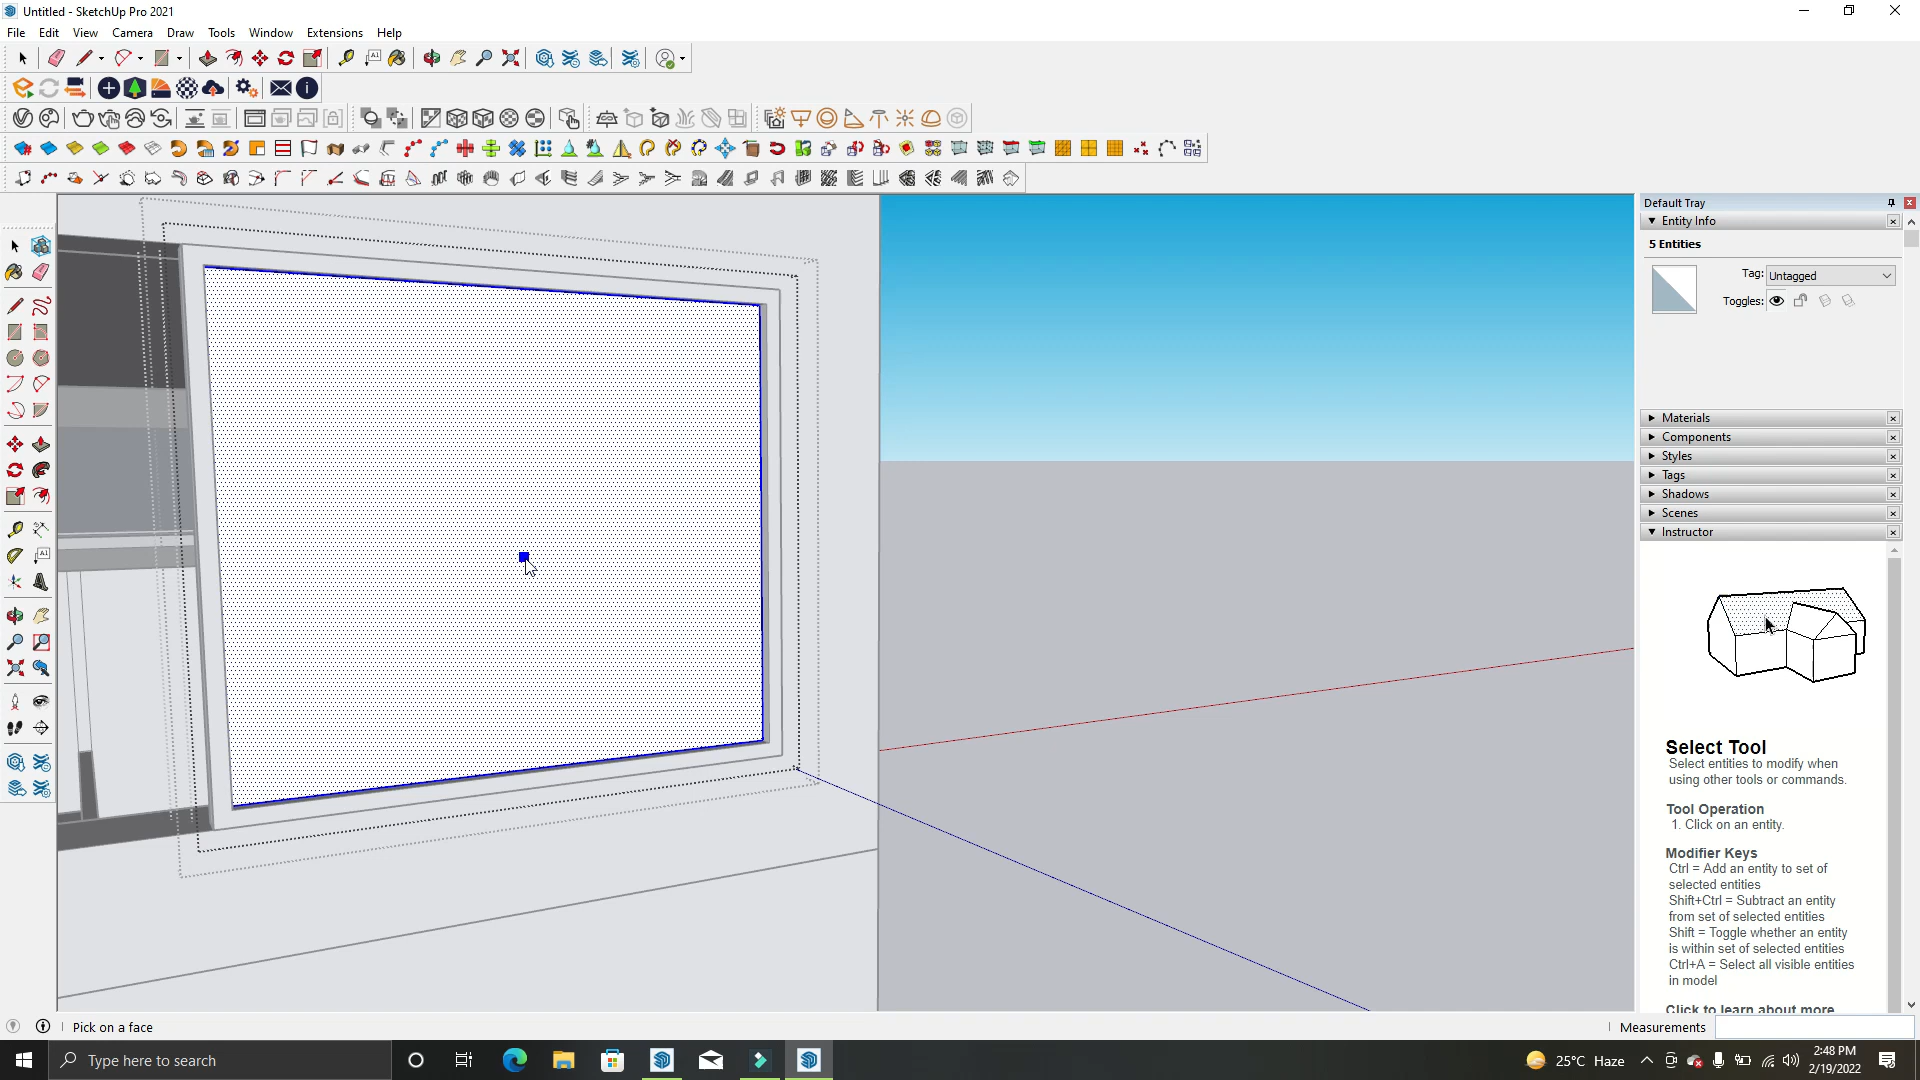 Untitled - SketchUp Pro 2021
File Edit View Camera Draw Tools Window Extensions Help
Default Tray
Entity Info
5 Entities
Tag: Untagged
Toggles:
Materials
Components
Styles
Tags
Shadows
Scenes
Instructor
Select Tool
Select entities to modify when
using other tools or commands.
Tool Operation
1. Click on an entity.
Modifier Keys
Ctrl = Add an entity to set of
selected entities
Shift+Ctrl = Subtract an entity
from set of selected entities
Shift = Toggle whether an entity
is within set of selected entities
Ctrl+A = Select all visible entities
in model
Click to learn about more
Pick on a face
Measurements
Type here to search
25°C Haze
2:48 PM
2/19/2022